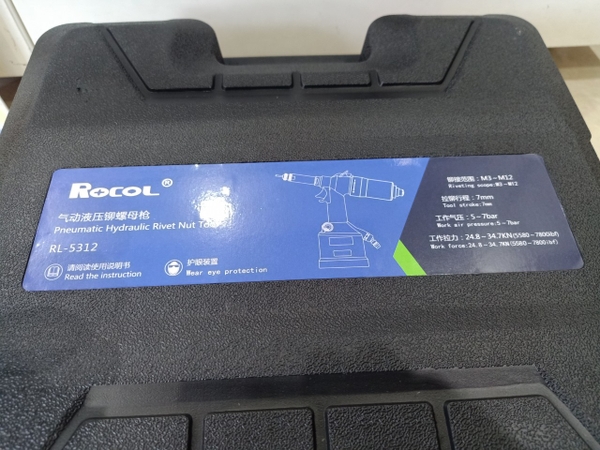 ROCOL®
气动液压铆螺母枪
Pneumatic Hydraulic Rivet Nut
RL-5312
请阅读使用说明书
Read the instruction
护眼装置
Wear eye protection
铆接范围：M3-M12
Riveting scope:M3-M12
拉铆行程：7mm
Tool stroke:7mm
工作气压：5-7bar
Work air pressure:5-7bar
工作拉力：24.8-34.7KN(5580-7800lbf)
Work force:24.8-34.7KN(5580-7800lbf)